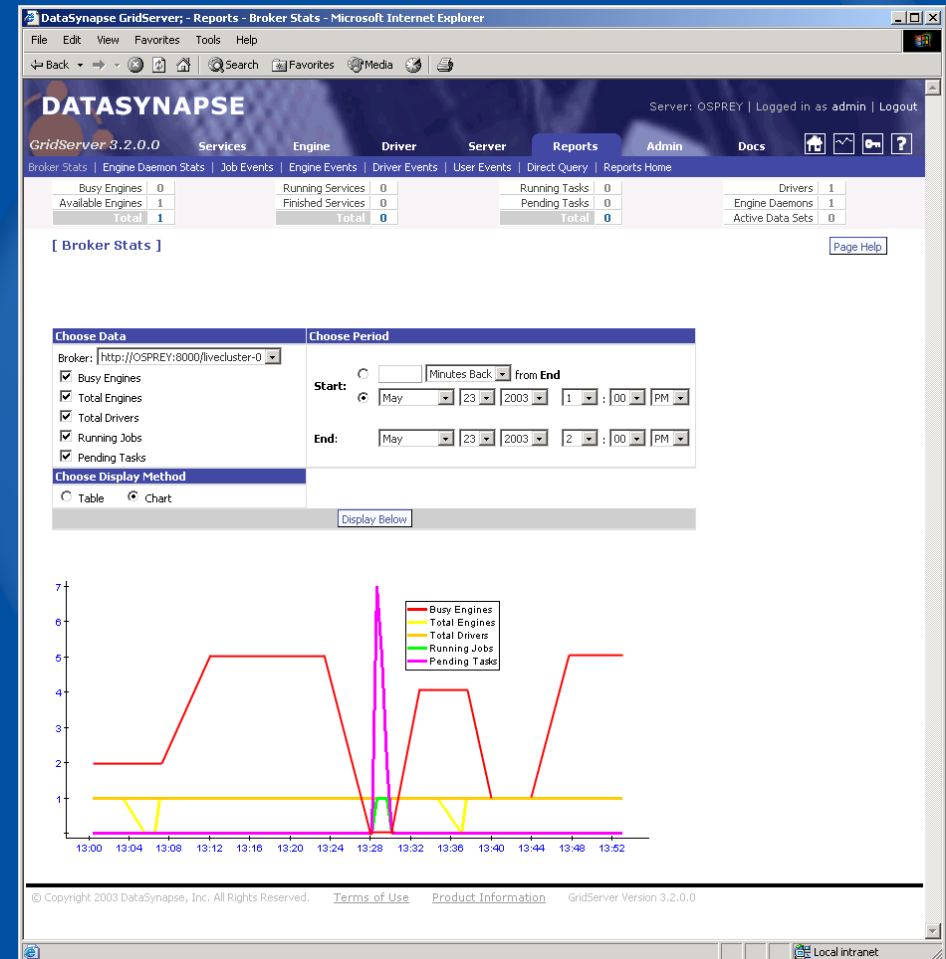 DataSynapse GridServer; - Reports - Broker Stats - Microsoft Internet Explorer
File Edit View Favorites Tools Help
Back Search Favorites Media
DATASYNAPSE
Server: OSPREY | Logged in as admin | Logout
GridServer 3.2.0.0 Services Engine Driver Server Reports Admin Docs ?
Broker Stats | Engine Daemon Stats | Job Events | Engine Events | Driver Events | User Events | Direct Query | Reports Home
Busy Engines 0 Running Services 0 Running Tasks 0 Drivers 1
Available Engines 1 Finished Services 0 Pending Tasks 0 Engine Daemons 1
Total 1 Total 0 Total 0 Active Data Sets 0
[ Broker Stats ] Page Help
Choose Data Choose Period
Broker: http://OSPREY:8000/livecluster-0
Busy Engines
Total Engines
Total Drivers
Running Jobs
Pending Tasks
Start: Minutes Back from End
May 23 2003 1 : 00 PM
End: May 23 2003 2 : 00 PM
Choose Display Method
Table Chart
Display Below
7
6
5
4
3
2
1
Busy Engines
Total Engines
Total Drivers
Running Jobs
Pending Tasks
13:00 13:04 13:08 13:12 13:16 13:20 13:24 13:28 13:32 13:36 13:40 13:44 13:48 13:52
© Copyright 2003 DataSynapse, Inc. All Rights Reserved. Terms of Use Product Information GridServer Version 3.2.0.0
Local intranet